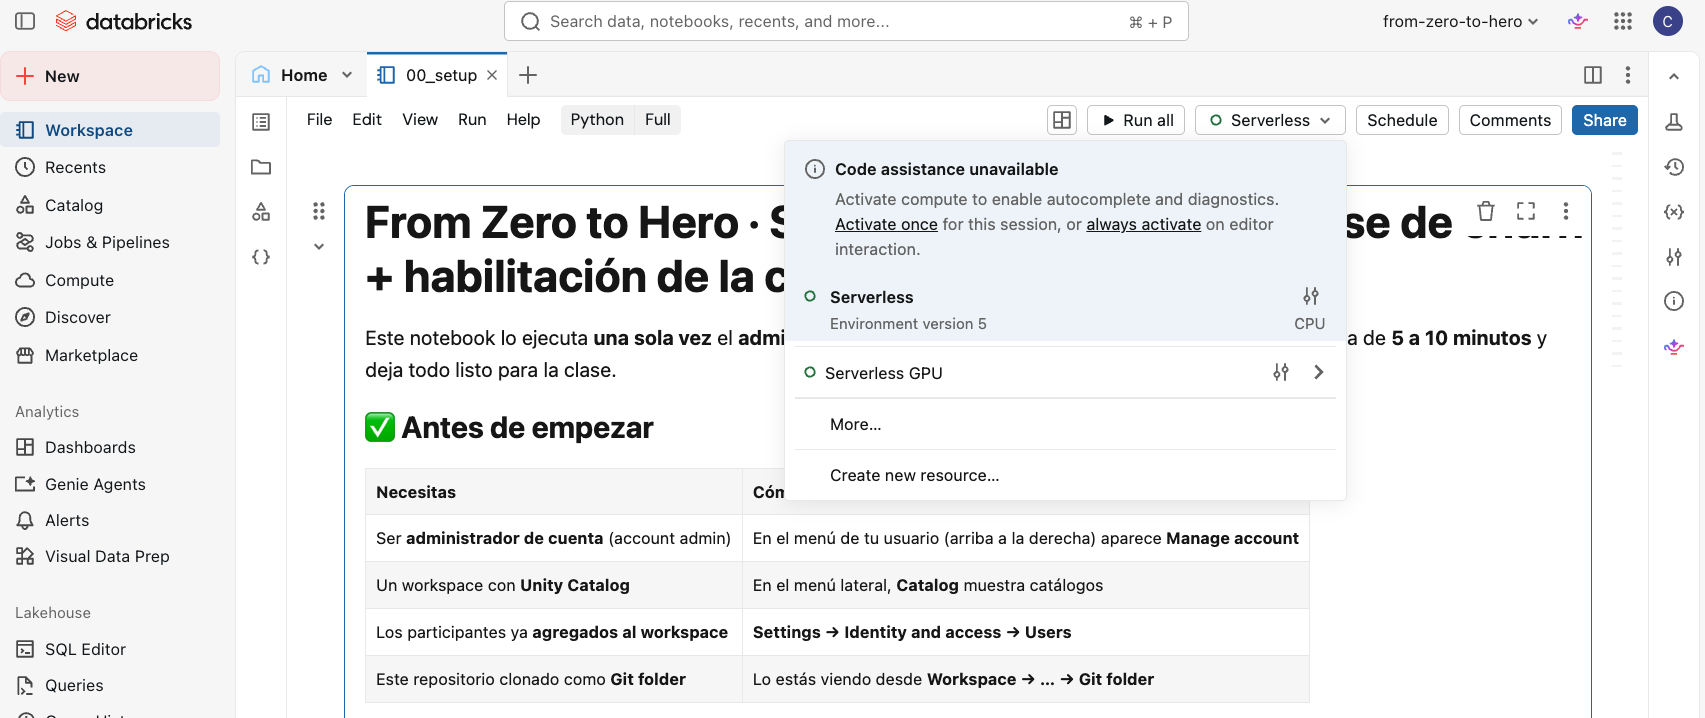 databricks
Search data, notebooks, recents, and more...
⌘ + P
from-zero-to-hero
C
New
Workspace
Recents
Catalog
Jobs & Pipelines
Compute
Discover
Marketplace
Analytics
Dashboards
Genie Agents
Alerts
Visual Data Prep
Lakehouse
SQL Editor
Queries
Home
00_setup
File Edit View Run Help Python Full
Run all
Serverless
Schedule
Comments
Share
Code assistance unavailable
Activate compute to enable autocomplete and diagnostics.
Activate once for this session, or always activate on editor
interaction.
Serverless
Environment version 5
CPU
Serverless GPU
More...
Create new resource...
From Zero to Hero · se de
+ habilitación de la
Este notebook lo ejecuta una sola vez el a de 5 a 10 minutos y
deja todo listo para la clase.
✅ Antes de empezar
Necesitas
Ser administrador de cuenta (account admin) En el menú de tu usuario (arriba a la derecha) aparece Manage account
Un workspace con Unity Catalog En el menú lateral, Catalog muestra catálogos
Los participantes ya agregados al workspace Settings → Identity and access → Users
Este repositorio clonado como Git folder Lo estás viendo desde Workspace → ... → Git folder